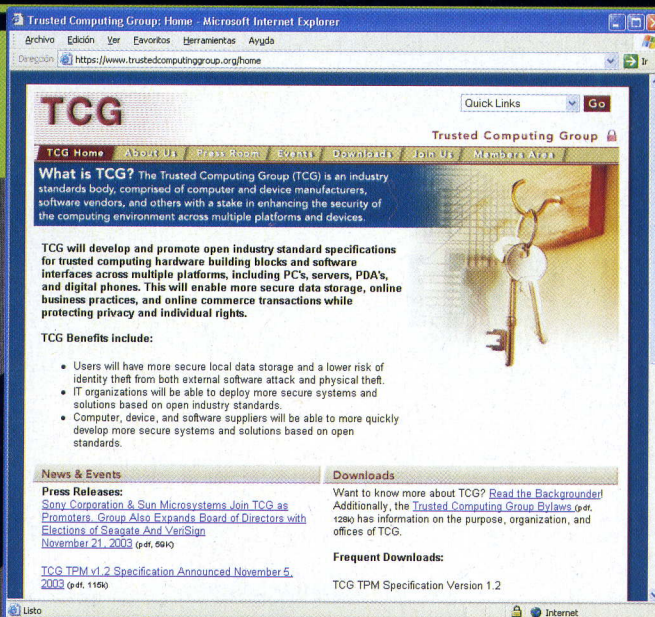 Trusted Computing Group: Home - Microsoft Internet Explorer
Archivo Edición Ver Favoritos Herramientas Ayuda
Dirección https://www.trustedcomputinggroup.org/home Ir
TCG
Quick Links Go
Trusted Computing Group
TCG Home About Us Press Room Events Downloads Join Us Members Area
What is TCG? The Trusted Computing Group (TCG) is an industry
standards body, comprised of computer and device manufacturers,
software vendors, and others with a stake in enhancing the security of
the computing environment across multiple platforms and devices.
TCG will develop and promote open industry standard specifications
for trusted computing hardware building blocks and software
interfaces across multiple platforms, including PC's, servers, PDA's,
and digital phones. This will enable more secure data storage, online
business practices, and online commerce transactions while
protecting privacy and individual rights.
TCG Benefits include:
• Users will have more secure local data storage and a lower risk of
identity theft from both external software attack and physical theft.
• IT organizations will be able to deploy more secure systems and
solutions based on open industry standards.
• Computer, device, and software suppliers will be able to more quickly
develop more secure systems and solutions based on open
standards.
News & Events
Press Releases:
Sony Corporation & Sun Microsystems Join TCG as
Promoters. Group Also Expands Board of Directors with
Elections of Seagate And VeriSign
November 21, 2003 (pdf, 59K)
TCG TPM v1.2 Specification Announced November 5,
2003 (pdf, 115k)
Downloads
Want to know more about TCG? Read the Backgrounder!
Additionally, the Trusted Computing Group Bylaws (pdf,
128k) has information on the purpose, organization, and
offices of TCG.
Frequent Downloads:
TCG TPM Specification Version 1.2
Listo Internet